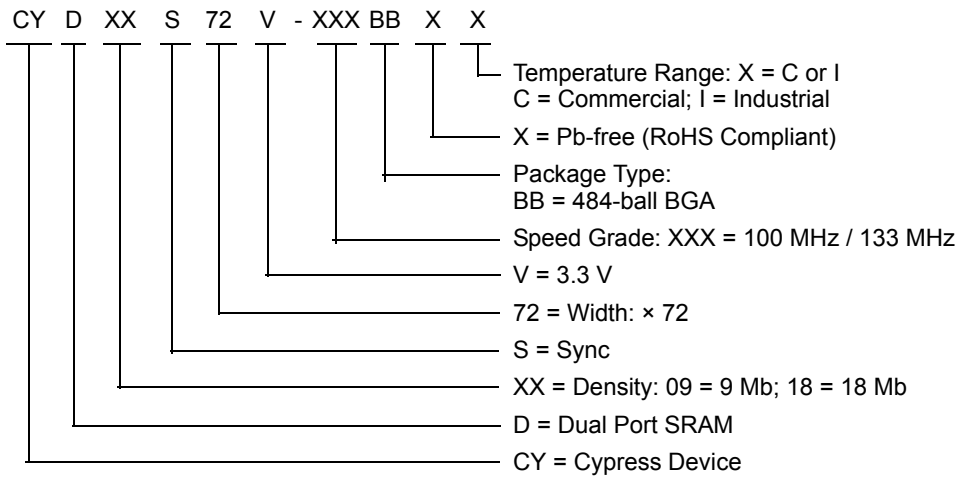 CY D XX S 72 V - XXX BB X X
Temperature Range: X = C or I
C = Commercial; I = Industrial
X = Pb-free (RoHS Compliant)
Package Type:
BB = 484-ball BGA
Speed Grade: XXX = 100 MHz / 133 MHz
V = 3.3 V
72 = Width: × 72
S = Sync
XX = Density: 09 = 9 Mb; 18 = 18 Mb
D = Dual Port SRAM
CY = Cypress Device